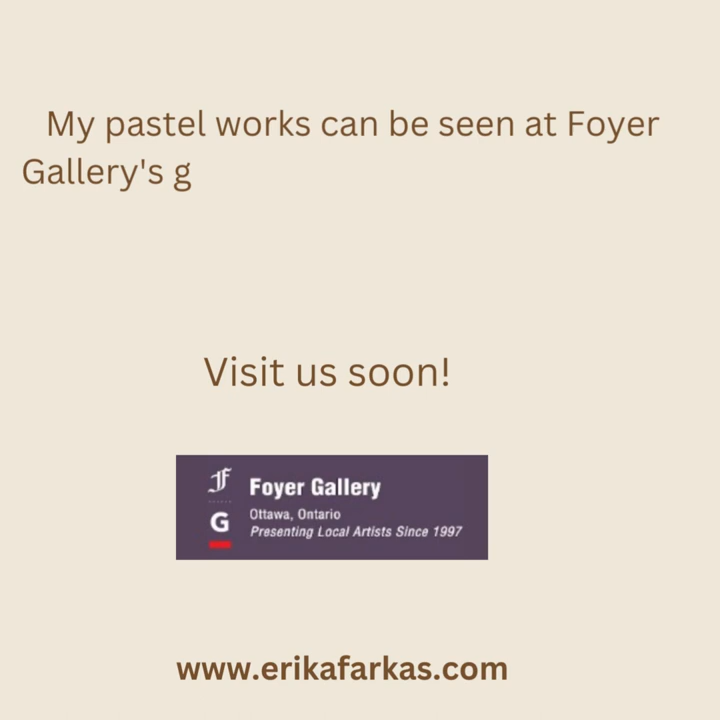 My pastel works can be seen at Foyer
Gallery's g
Visit us soon!
F
G
Foyer Gallery
Ottawa, Ontario
Presenting Local Artists Since 1997
www.erikafarkas.com